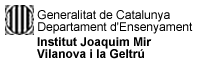 Generalitat de Catalunya
Departament d'Ensenyament
Institut Joaquim Mir
Vilanova i la Geltrú